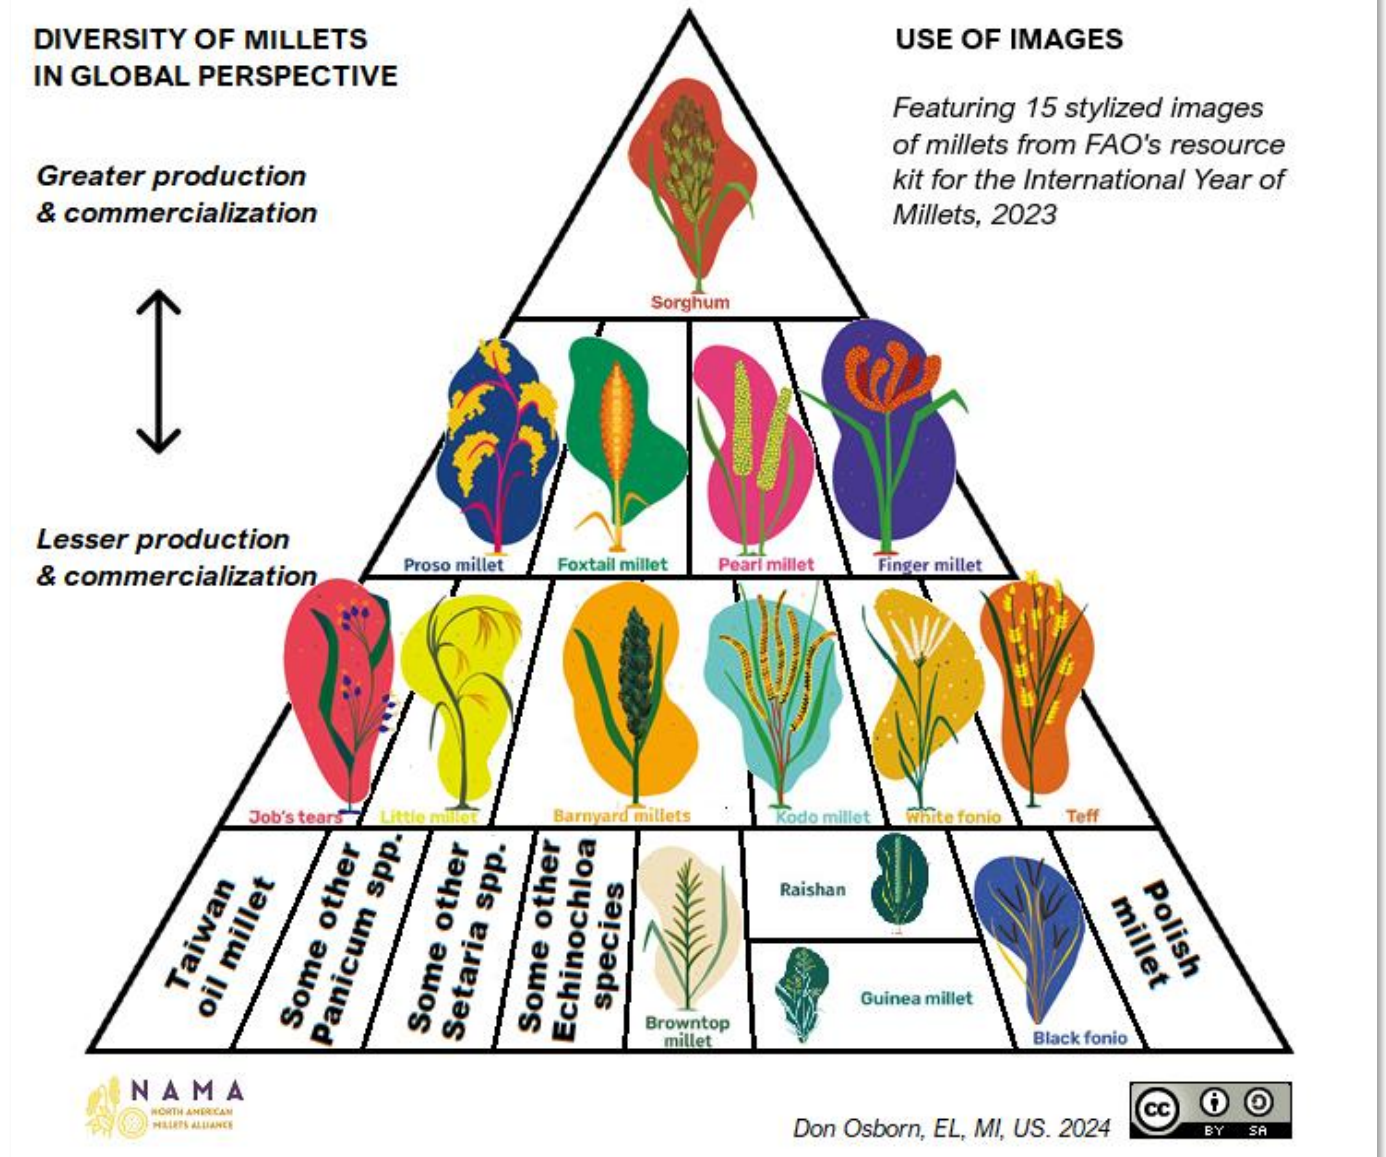 DIVERSITY OF MILLETS
IN GLOBAL PERSPECTIVE
USE OF IMAGES
Featuring 15 stylized images
of millets from FAO's resource
kit for the International Year of
Millets, 2023
Greater production
& commercialization
Lesser production
& commercialization
Sorghum
Proso millet
Foxtail millet
Pearl millet
Finger millet
Job's tears
Little millet
Barnyard millets
Kodo millet
White fonio
Teff
Taiwan
oil millet
Some other
Panicum spp.
Some other
Setaria spp.
Some other
Echinochloa
species
Browntop
millet
Raishan
Guinea millet
Black fonio
Polish
millet
NAMA
NORTH AMERICAN
MILLETS ALLIANCE
Don Osborn, EL, MI, US. 2024
cc
BY SA